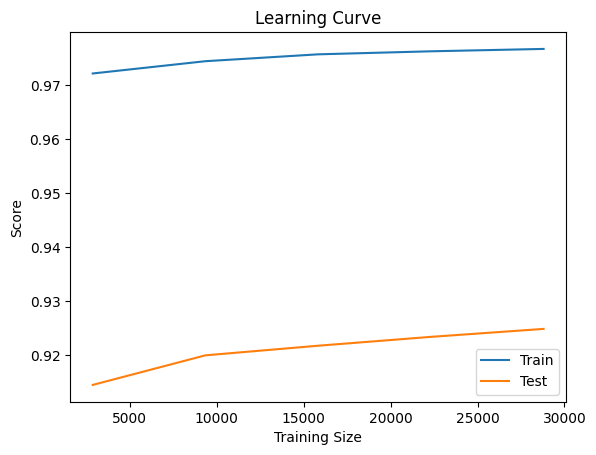 Learning Curve
0.97
0.96
0.95
0.94
0.93
0.92
Score
Train
Test
5000 10000 15000 20000 25000 30000
Training Size